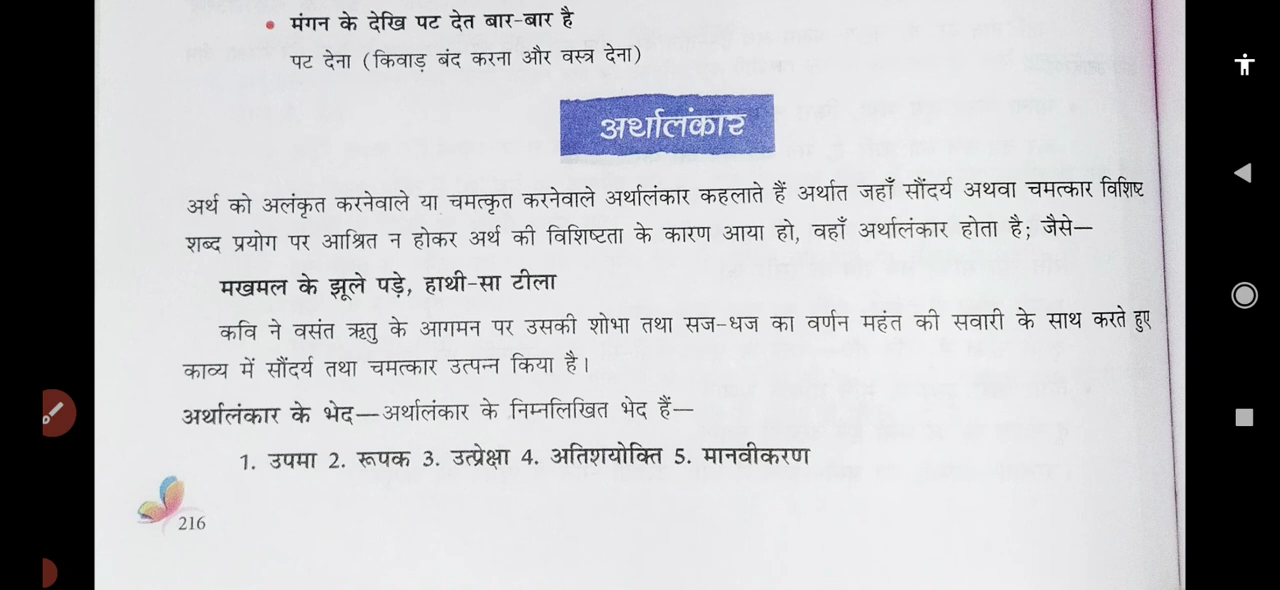 मंगन के देखि पट देत बार-बार है
पट देना (किवाड़ बंद करना और वस्त्र देना)
अर्थालंकार
अर्थ को अलंकृत करनेवाले या चमत्कृत करनेवाले अर्थालंकार कहलाते हैं अर्थात जहाँ सौंदर्य अथवा चमत्कार विशिष्ट
शब्द प्रयोग पर आश्रित न होकर अर्थ की विशिष्टता के कारण आया हो, वहाँ अर्थालंकार होता है; जैसे—
मखमल के झूले पड़े, हाथी-सा टीला
कवि ने वसंत ऋतु के आगमन पर उसकी शोभा तथा सज-धज का वर्णन महंत की सवारी के साथ करते हुए
काव्य में सौंदर्य तथा चमत्कार उत्पन्न किया है।
अर्थालंकार के भेद—अर्थालंकार के निम्नलिखित भेद हैं—
1. उपमा 2. रूपक 3. उत्प्रेक्षा 4. अतिशयोक्ति 5. मानवीकरण
216